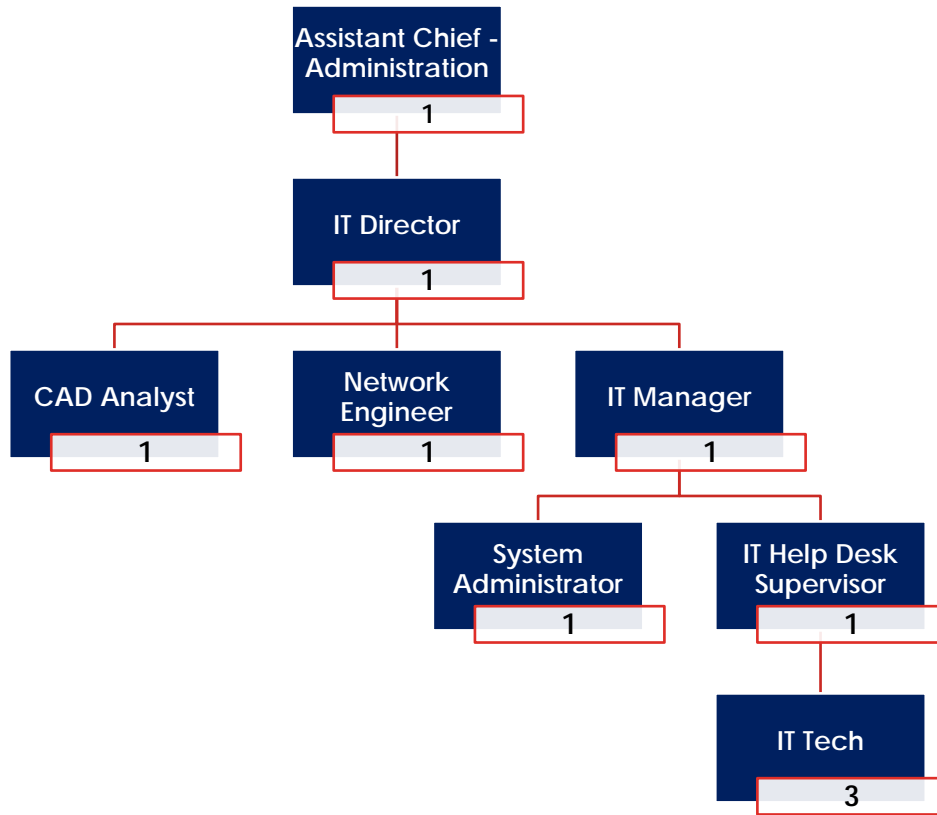 Assistant Chief -
Administration
1
IT Director
1
CAD Analyst
1
Network
Engineer
1
IT Manager
1
System
Administrator
1
IT Help Desk
Supervisor
1
IT Tech
3